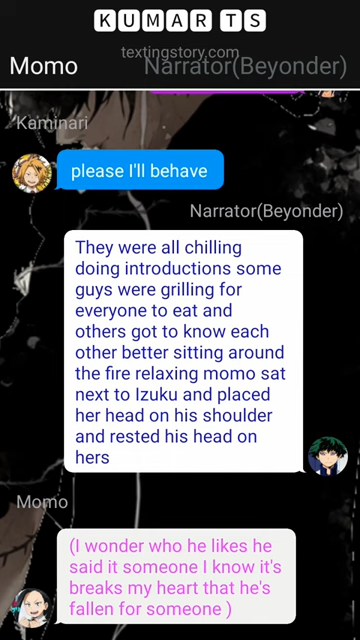 KUMAR TS
textingstory.com
Momo Narrator(Beyonder)
Kaminari
please I'll behave
Narrator(Beyonder)
They were all chilling
doing introductions some
guys were grilling for
everyone to eat and
others got to know each
other better sitting around
the fire relaxing momo sat
next to Izuku and placed
her head on his shoulder
and rested his head on
hers
Momo
(I wonder who he likes he
said it someone I know it's
breaks my heart that he's
fallen for someone )